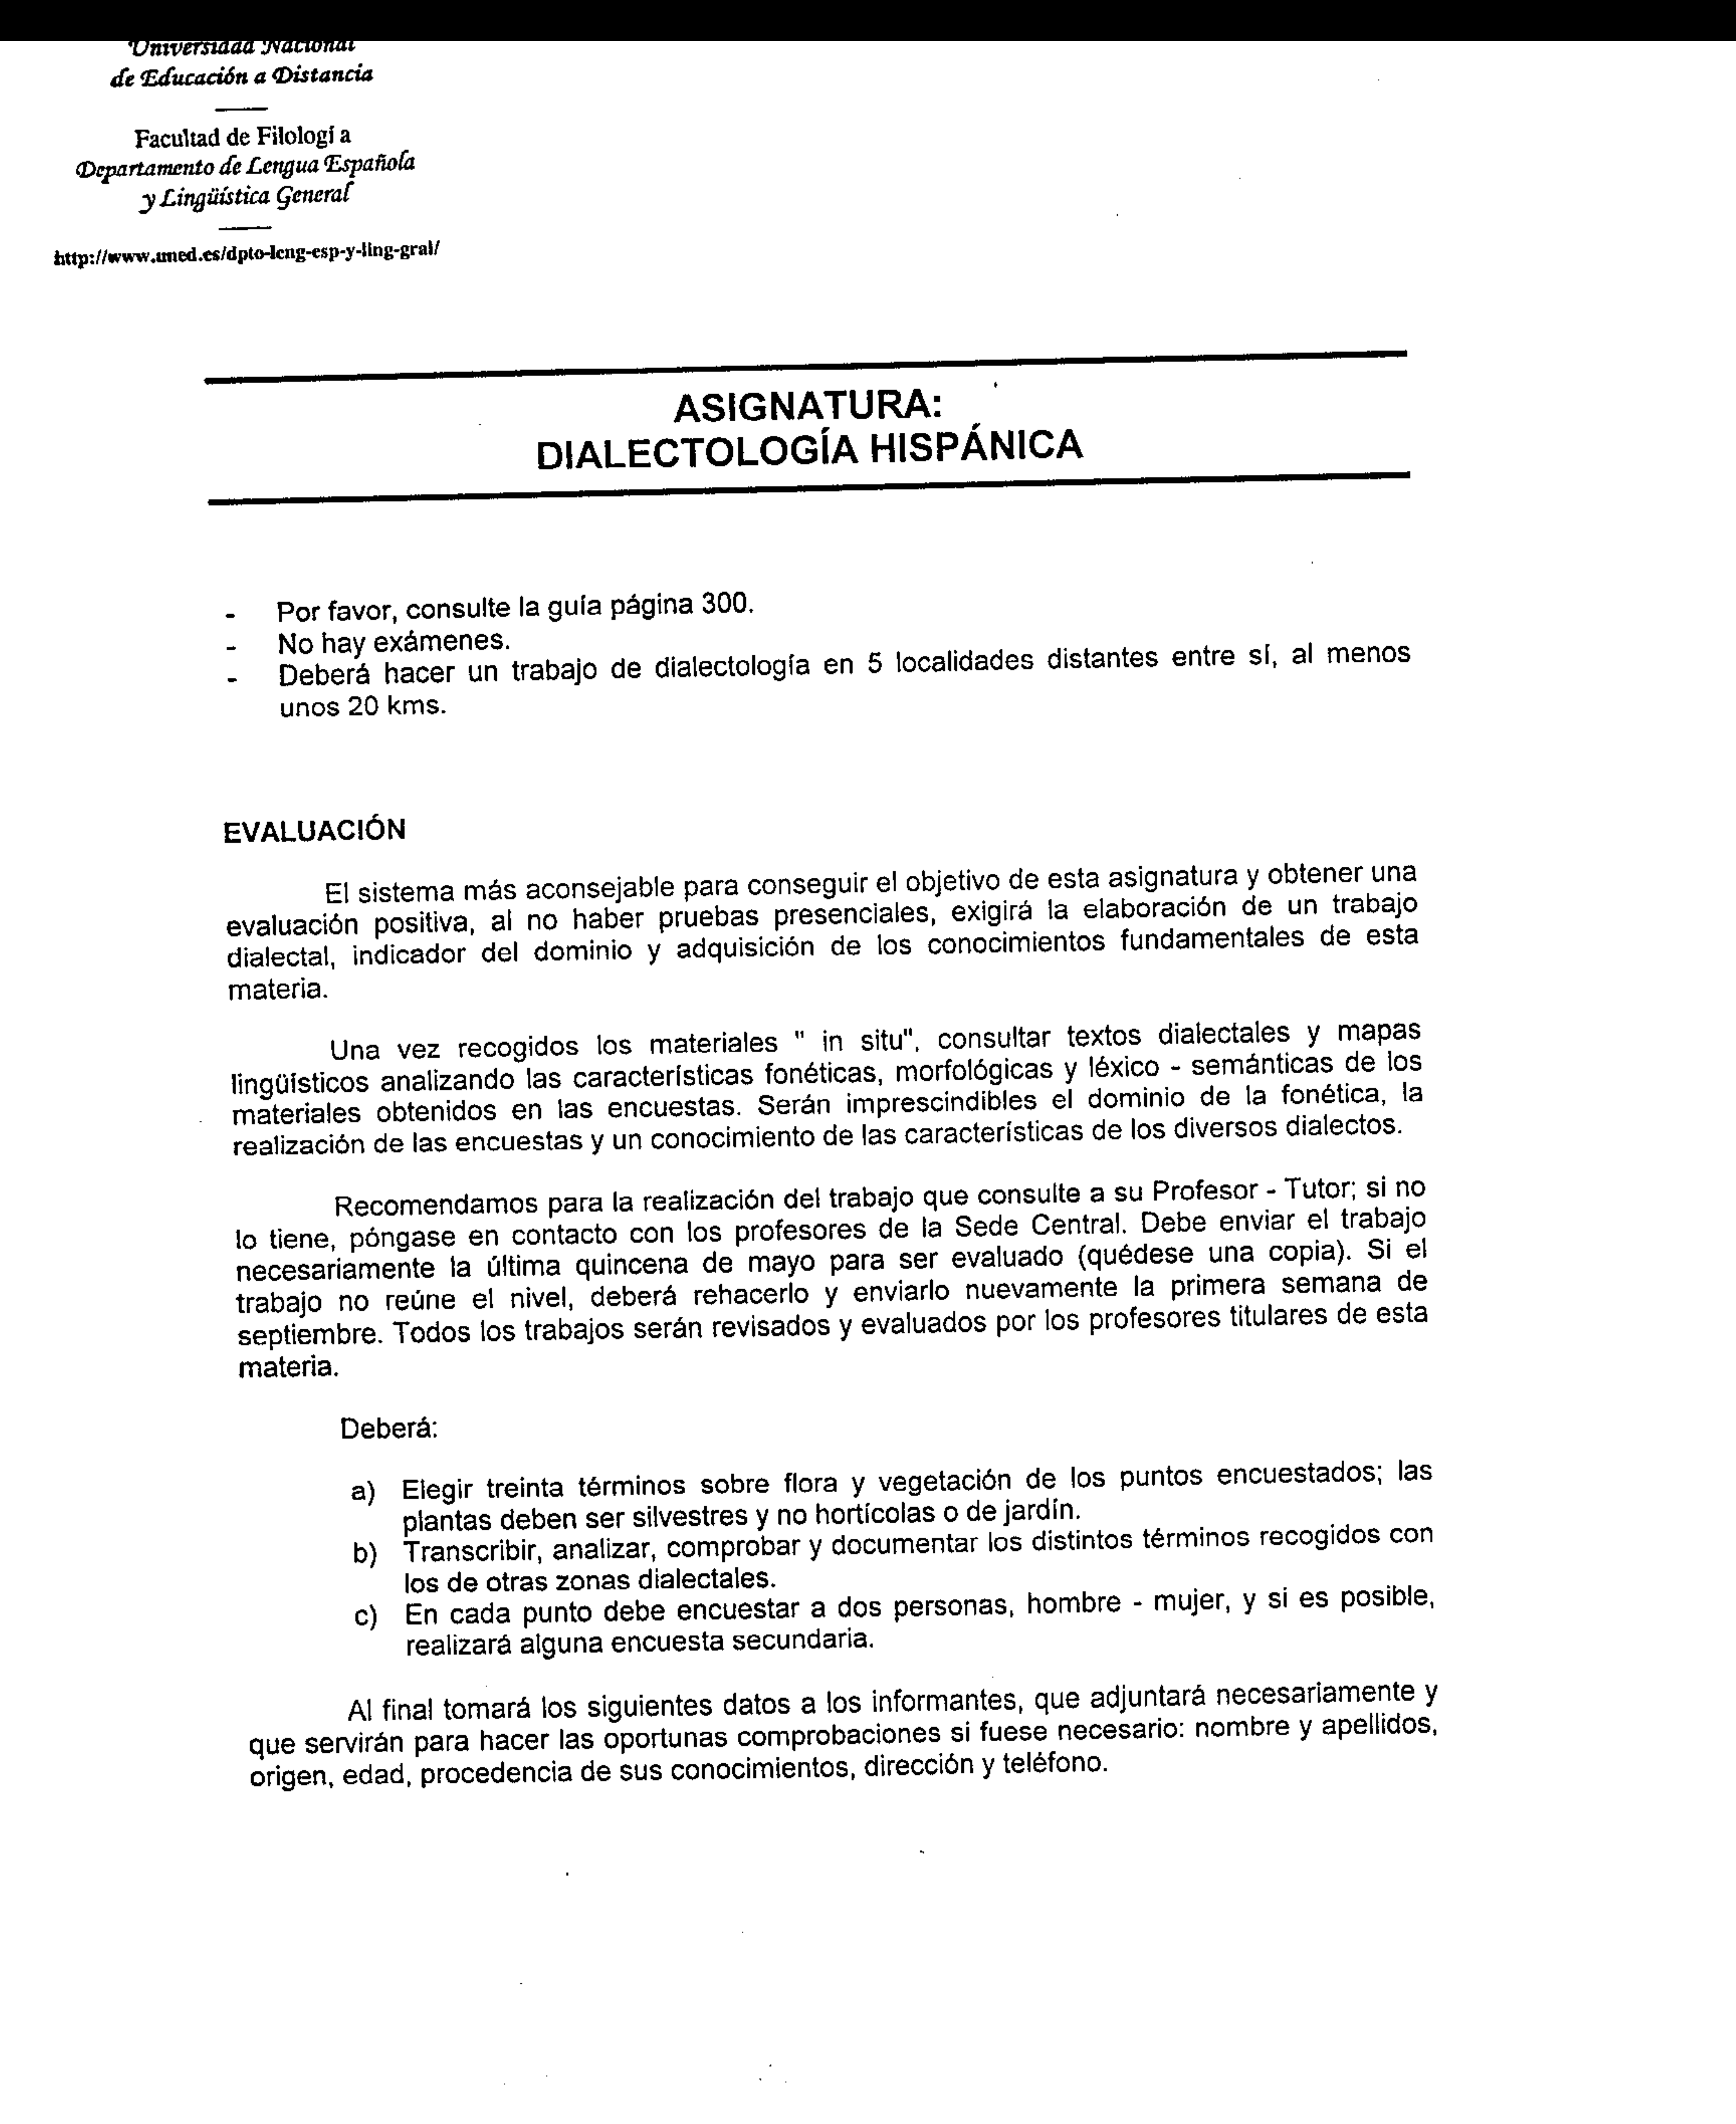 Universidad Nacional
de Educación a Distancia
Facultad de Filologí a
Departamento de Lengua Española
y Lingüística General
http://www.uned.es/dpto-leng-esp-y-ling-gral/
ASIGNATURA:
DIALECTOLOGÍA HISPÁNICA
- Por favor, consulte la guía página 300.
- No hay exámenes.
- Deberá hacer un trabajo de dialectología en 5 localidades distantes entre sí, al menos
unos 20 kms.
EVALUACIÓN
El sistema más aconsejable para conseguir el objetivo de esta asignatura y obtener una
evaluación positiva, al no haber pruebas presenciales, exigirá la elaboración de un trabajo
dialectal, indicador del dominio y adquisición de los conocimientos fundamentales de esta
materia.
Una vez recogidos los materiales " in situ", consultar textos dialectales y mapas
lingüísticos analizando las características fonéticas, morfológicas y léxico - semánticas de los
materiales obtenidos en las encuestas. Serán imprescindibles el dominio de la fonética, la
realización de las encuestas y un conocimiento de las características de los diversos dialectos.
Recomendamos para la realización del trabajo que consulte a su Profesor - Tutor; si no
lo tiene, póngase en contacto con los profesores de la Sede Central. Debe enviar el trabajo
necesariamente la última quincena de mayo para ser evaluado (quédese una copia). Si el
trabajo no reúne el nivel, deberá rehacerlo y enviarlo nuevamente la primera semana de
septiembre. Todos los trabajos serán revisados y evaluados por los profesores titulares de esta
materia.
Deberá:
a) Elegir treinta términos sobre flora y vegetación de los puntos encuestados; las
plantas deben ser silvestres y no hortícolas o de jardín.
b) Transcribir, analizar, comprobar y documentar los distintos términos recogidos con
los de otras zonas dialectales.
c) En cada punto debe encuestar a dos personas, hombre - mujer, y si es posible,
realizará alguna encuesta secundaria.
Al final tomará los siguientes datos a los informantes, que adjuntará necesariamente y
que servirán para hacer las oportunas comprobaciones si fuese necesario: nombre y apellidos,
origen, edad, procedencia de sus conocimientos, dirección y teléfono.